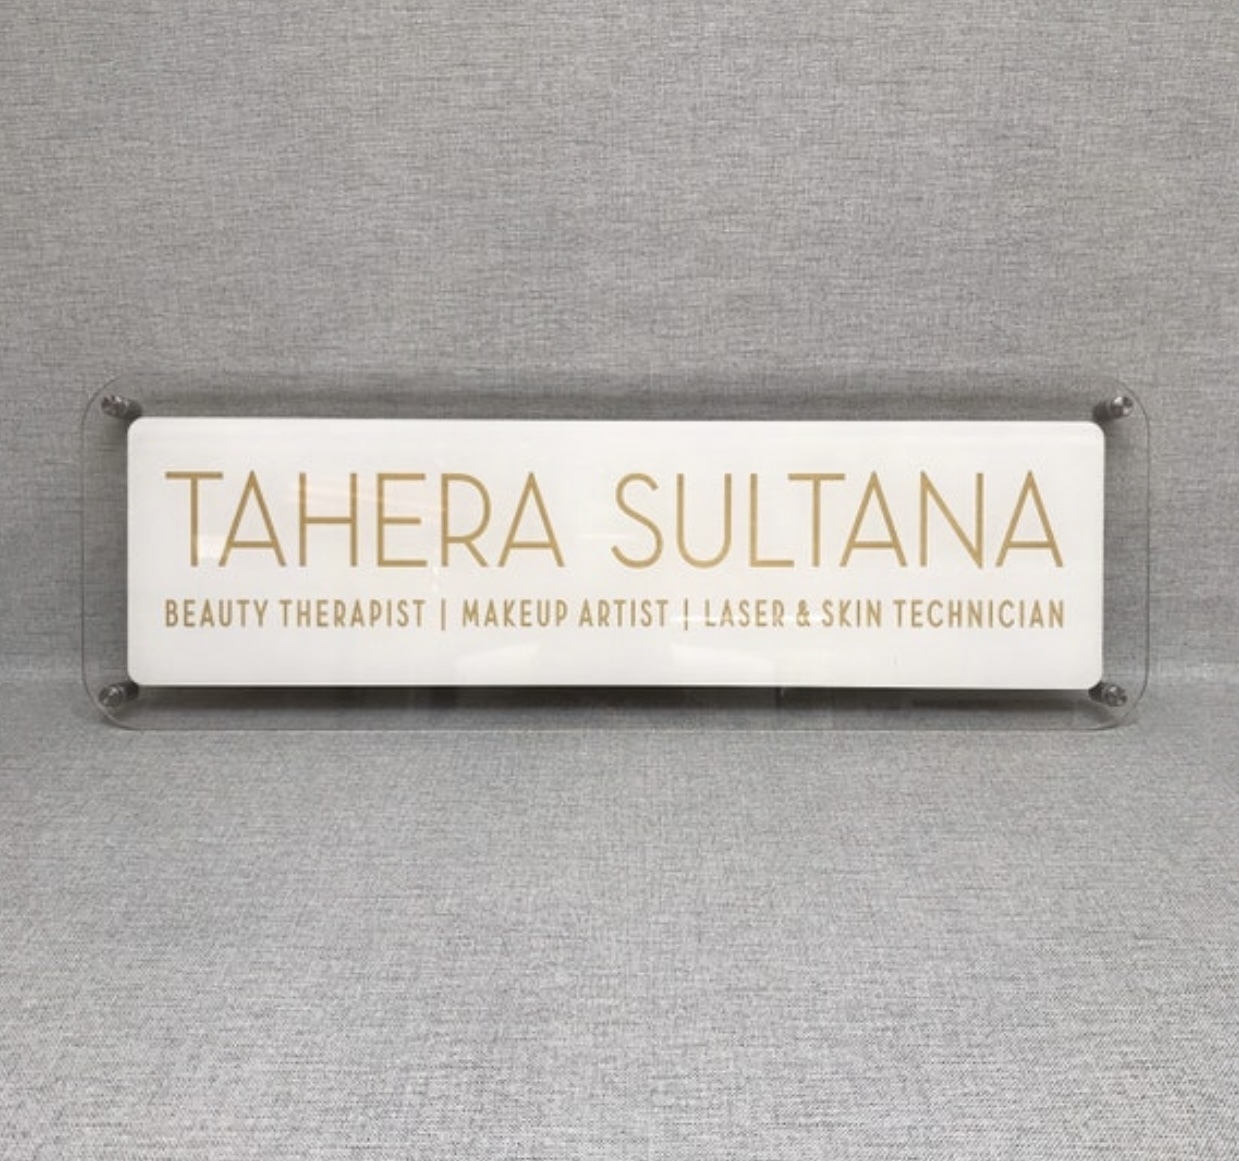 TAHERA SULTANA
BEAUTY THERAPIST | MAKEUP ARTIST | LASER & SKIN TECHNICIAN